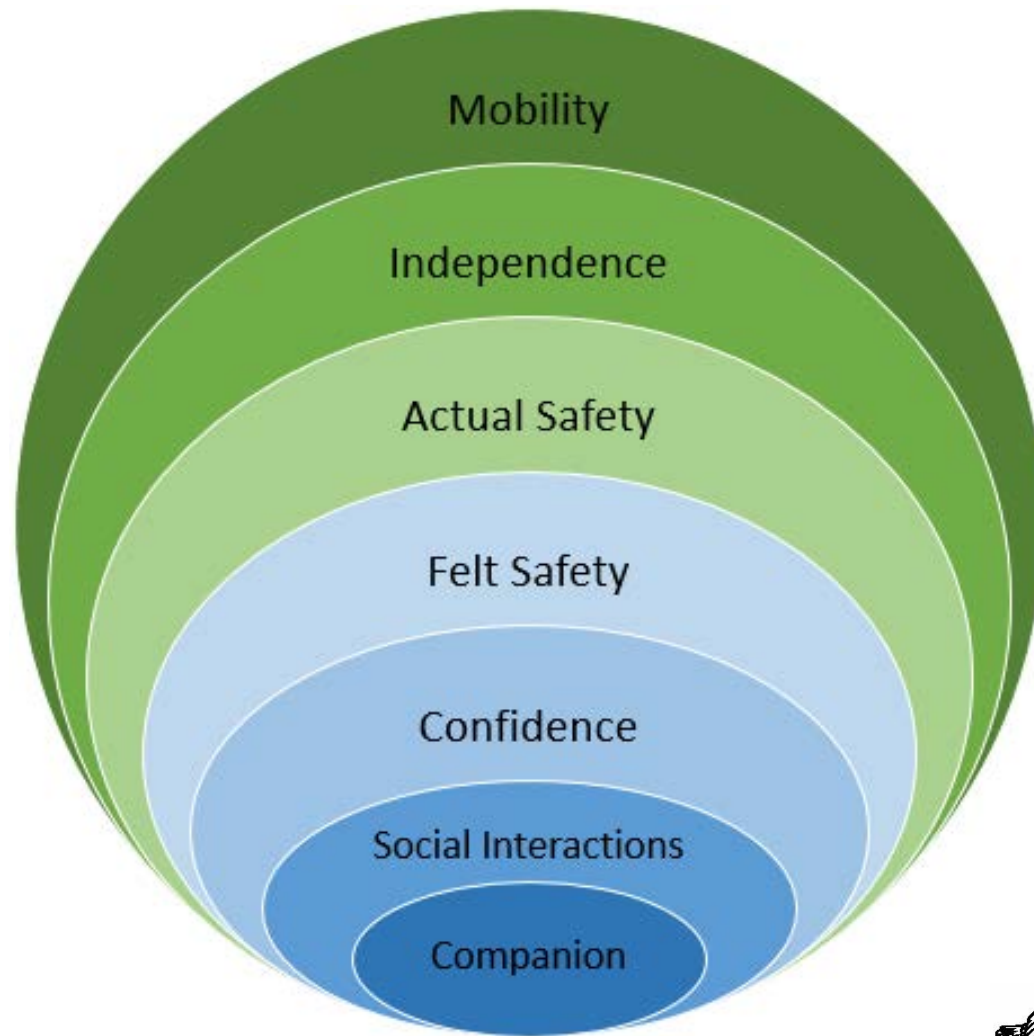 Mobility
Independence
Actual Safety
Felt Safety
Confidence
Social Interactions
Companion